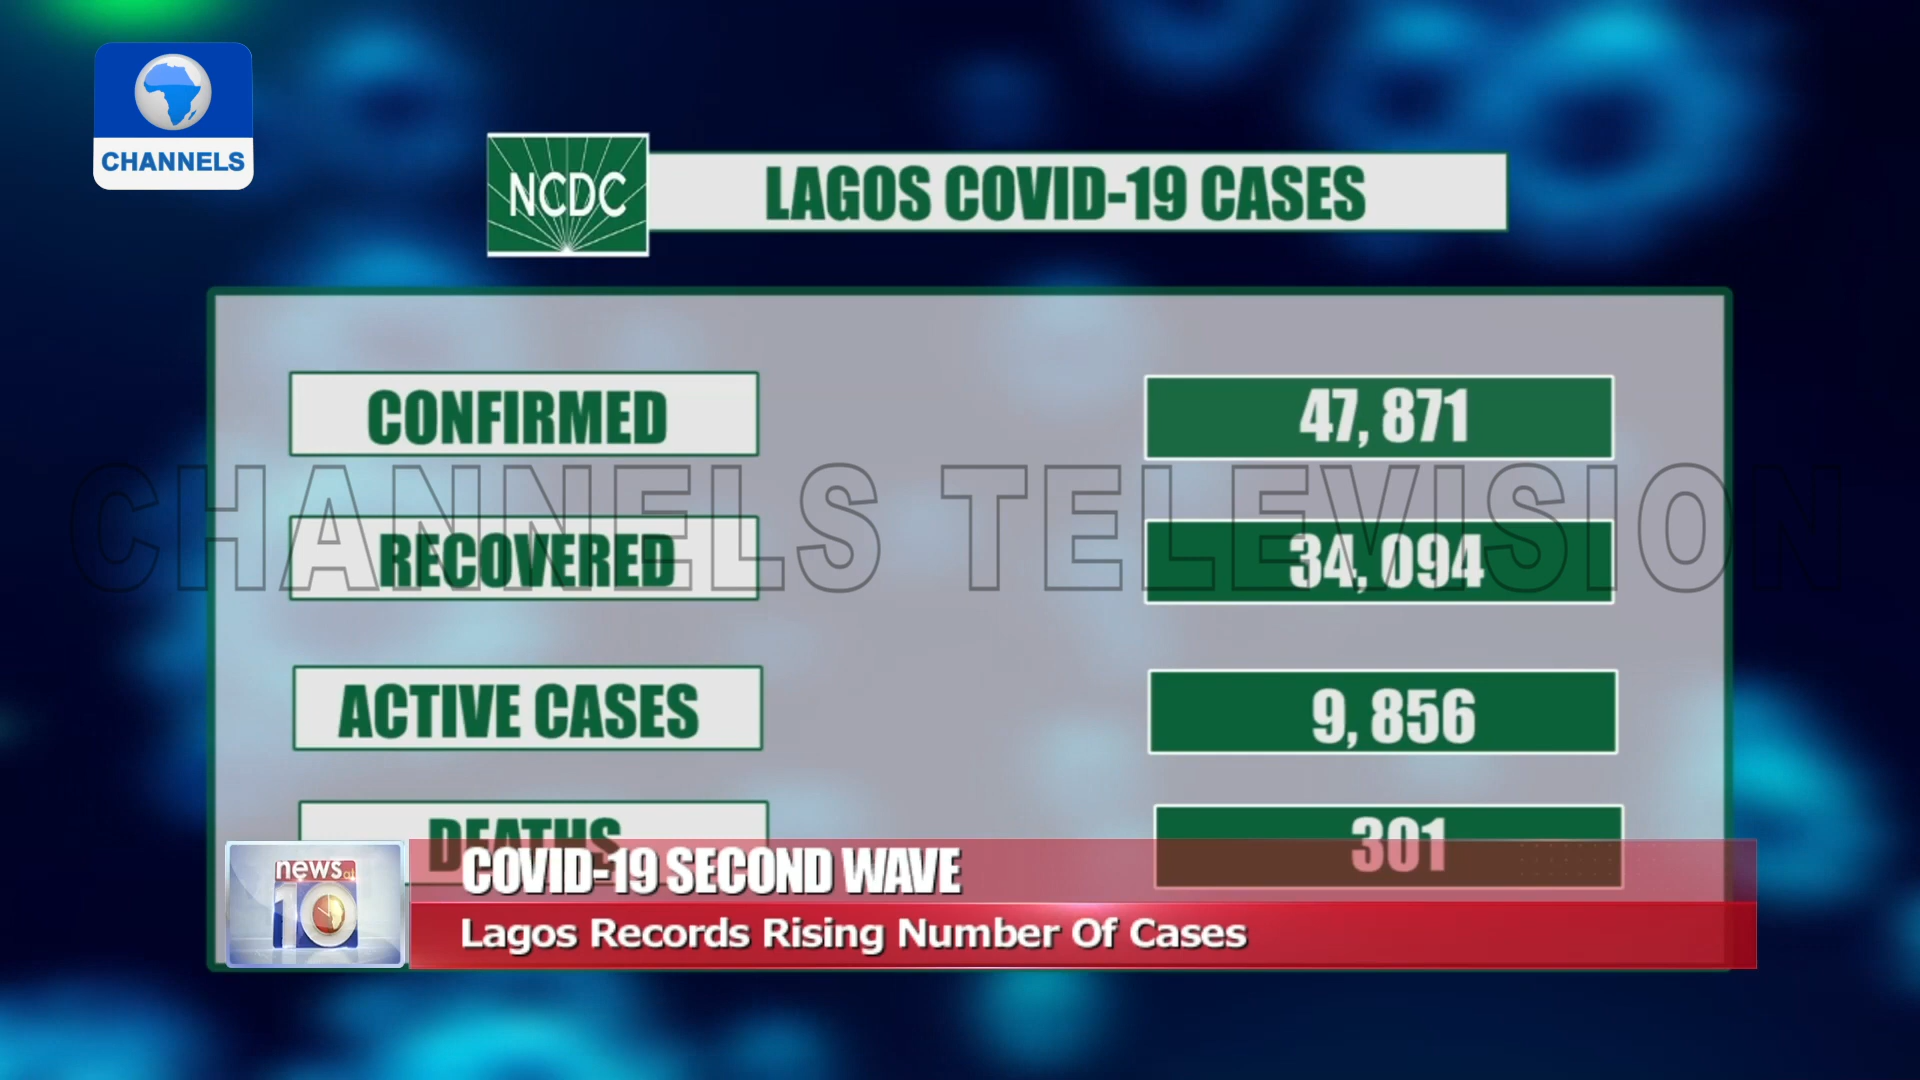 CHANNELS
NCDC
LAGOS COVID-19 CASES
CONFIRMED
47, 871
CHANNELS TELEVISION
RECOVERED
34, 094
ACTIVE CASES
9, 856
DEATHS
301
news at
10
COVID-19 SECOND WAVE
Lagos Records Rising Number Of Cases